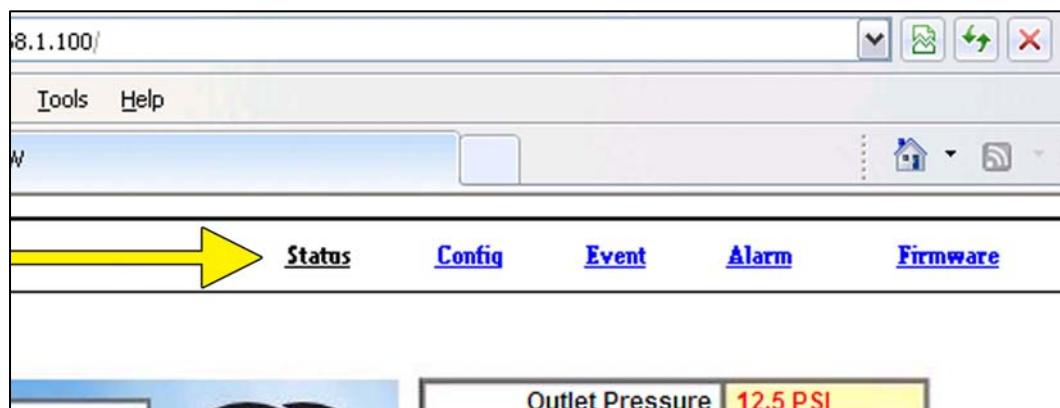 8.1.100/
Tools Help
W
Status Config Event Alarm Firmware
Outlet Pressure 12.5 PSI